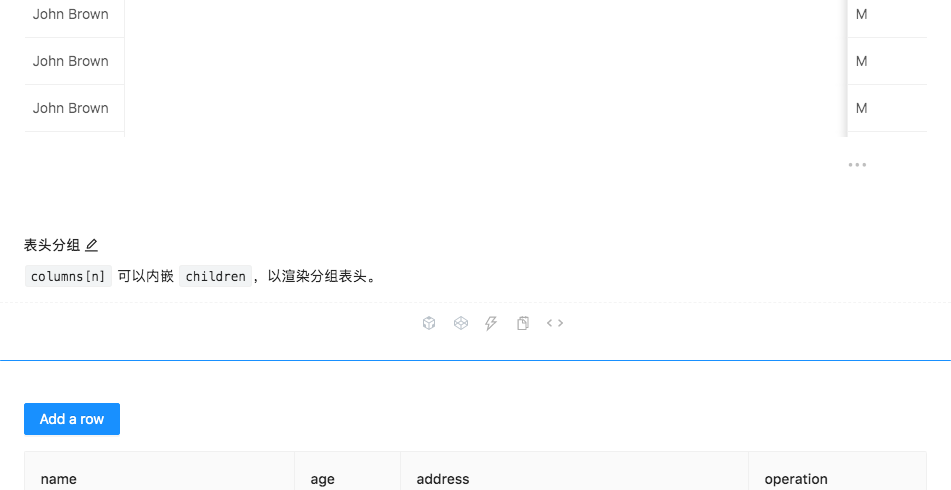 John Brown M
John Brown M
John Brown M
•••
表头分组
columns[n] 可以内嵌 children，以渲染分组表头。
Add a row
name age address operation